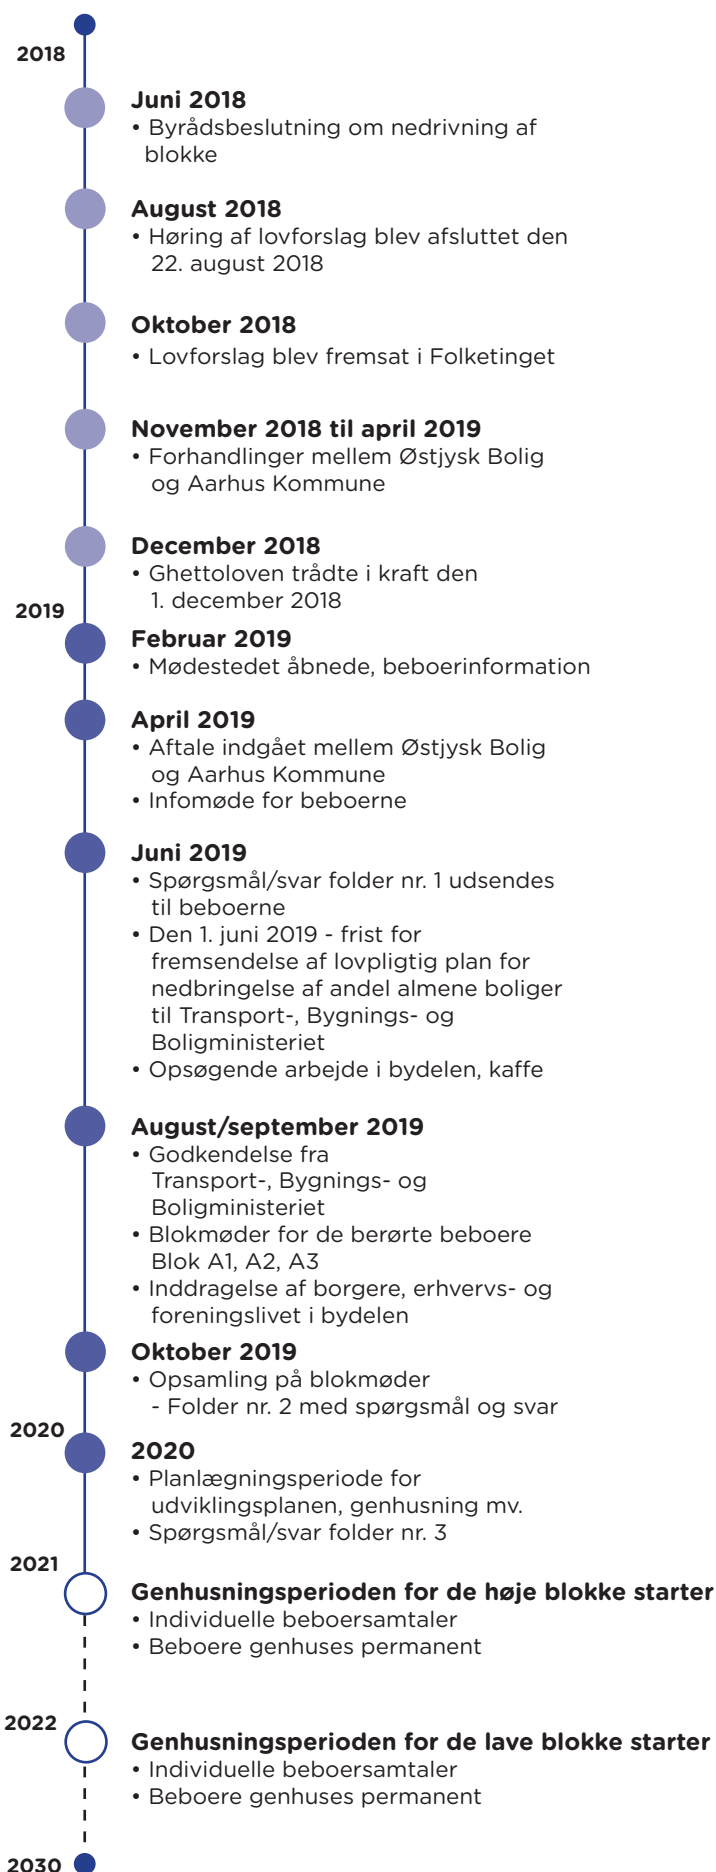 2018
Juni 2018
• Byrådsbeslutning om nedrivning af
blokke
August 2018
• Høring af lovforslag blev afsluttet den
22. august 2018
Oktober 2018
• Lovforslag blev fremsat i Folketinget
November 2018 til april 2019
• Forhandlinger mellem Østjysk Bolig
og Aarhus Kommune
December 2018
• Ghettoloven trådte i kraft den
1. december 2018
2019
Februar 2019
• Mødestedet åbnede, beboerinformation
April 2019
• Aftale indgået mellem Østjysk Bolig
og Aarhus Kommune
• Infomøde for beboerne
Juni 2019
• Spørgsmål/svar folder nr. 1 udsendes
til beboerne
• Den 1. juni 2019 - frist for
fremsendelse af lovpligtig plan for
nedbringelse af andel almene boliger
til Transport-, Bygnings- og
Boligministeriet
• Opsøgende arbejde i bydelen, kaffe
August/september 2019
• Godkendelse fra
Transport-, Bygnings- og
Boligministeriet
• Blokmøder for de berørte beboere
Blok A1, A2, A3
• Inddragelse af borgere, erhvervs- og
foreningslivet i bydelen
Oktober 2019
• Opsamling på blokmøder
- Folder nr. 2 med spørgsmål og svar
2020
2020
• Planlægningsperiode for
udviklingsplanen, genhusning mv.
• Spørgsmål/svar folder nr. 3
2021
Genhusningsperioden for de høje blokke starter
• Individuelle beboersamtaler
• Beboere genhuses permanent
2022
Genhusningsperioden for de lave blokke starter
• Individuelle beboersamtaler
• Beboere genhuses permanent
2030